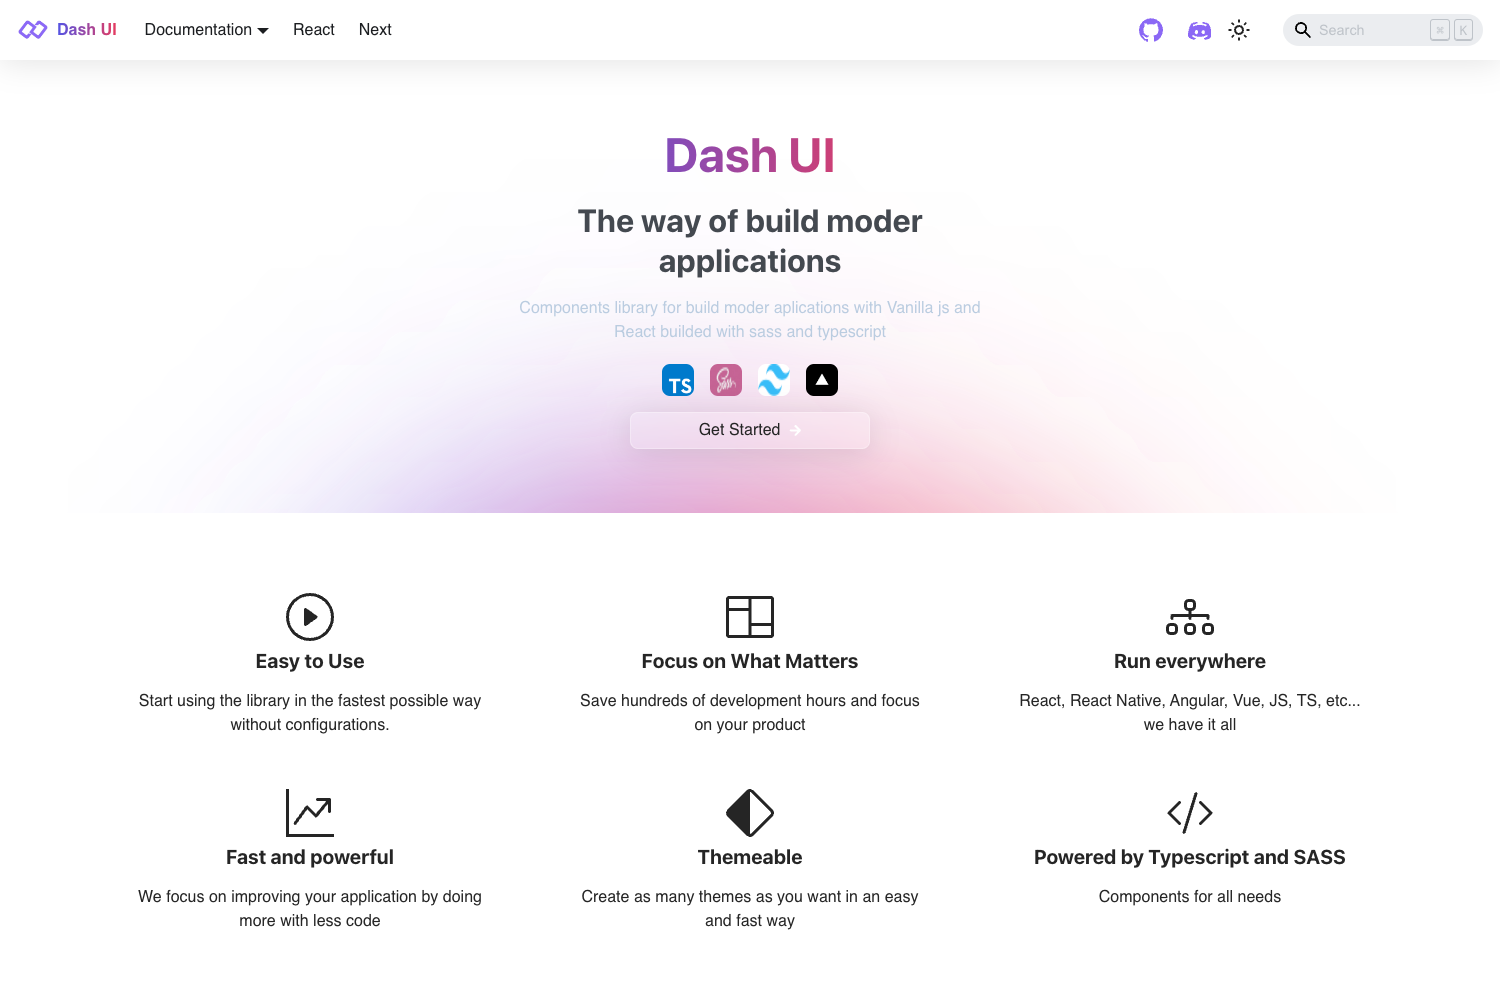 Dash UI
Documentation
React
Next
Search
⌘ K
Dash UI
The way of build moder
applications
Components library for build moder aplications with Vanilla js and
React builded with sass and typescript
TS Sass
Get Started
Easy to Use
Start using the library in the fastest possible way
without configurations.
Focus on What Matters
Save hundreds of development hours and focus
on your product
Run everywhere
React, React Native, Angular, Vue, JS, TS, etc...
we have it all
Fast and powerful
We focus on improving your application by doing
more with less code
Themeable
Create as many themes as you want in an easy
and fast way
Powered by Typescript and SASS
Components for all needs